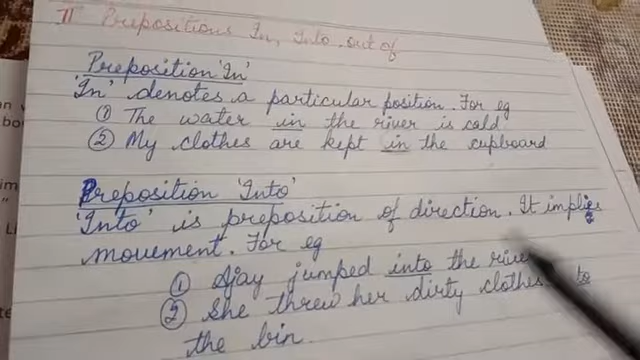 II Prepositions In, Into, out of
Preposition 'In'
'In' denotes a particular position. For eg
① The water in the river is cold
② My clothes are kept in the cupboard
Preposition 'Into'
'Into' is preposition of direction. It implies
movement. For eg
① Ajay jumped into the
② She threw her dirty clothes to
the bin.